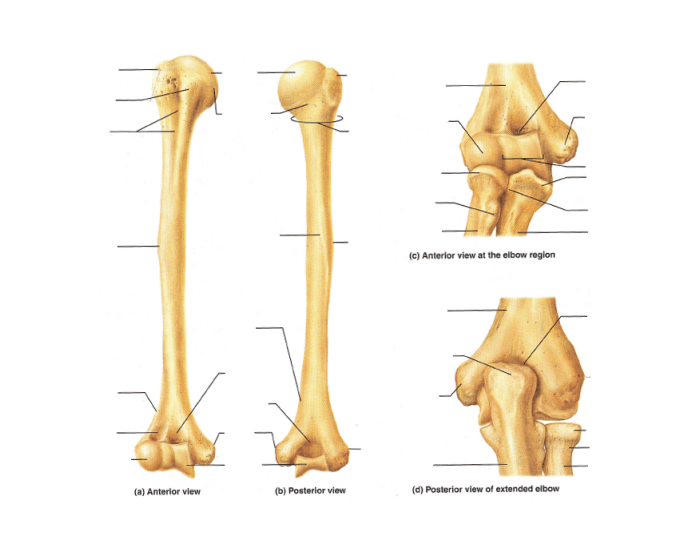 (c) Anterior view at the elbow region
(a) Anterior view
(b) Posterior view
(d) Posterior view of extended elbow